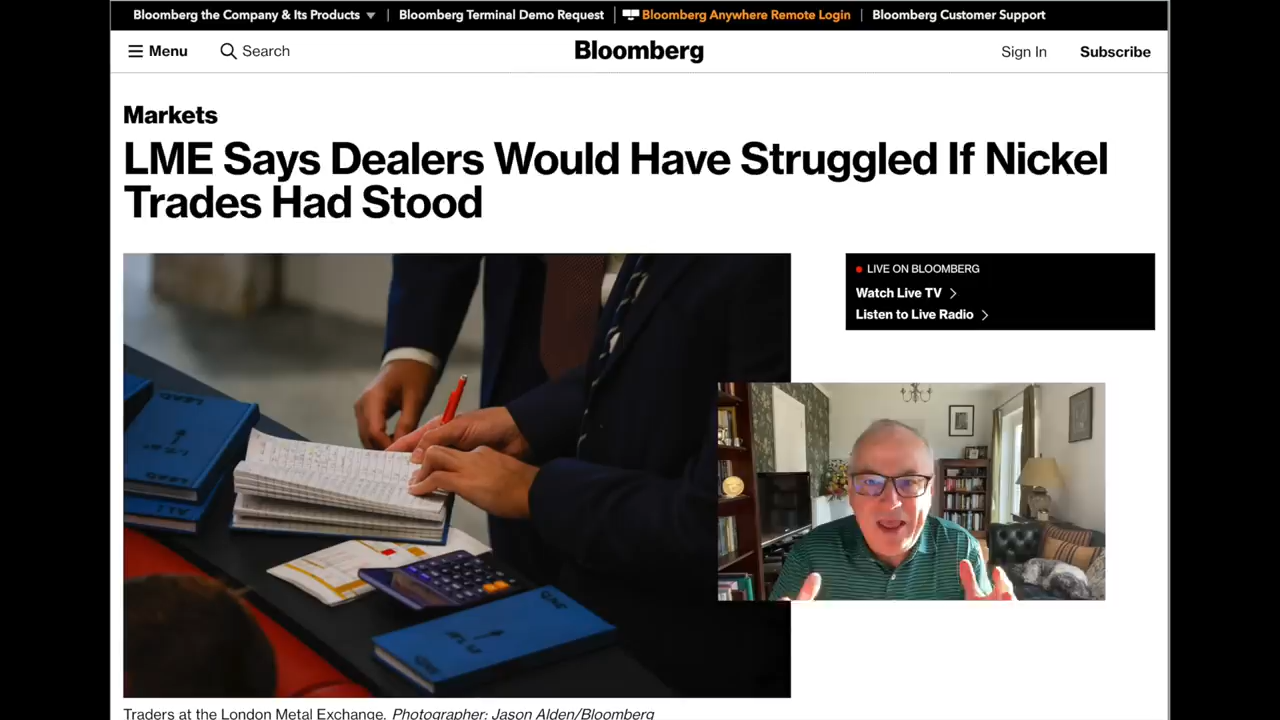 Bloomberg the Company & Its Products
Bloomberg Terminal Demo Request
Bloomberg Anywhere Remote Login
Bloomberg Customer Support
Menu
Search
Bloomberg
Sign In
Subscribe
Markets
LME Says Dealers Would Have Struggled If Nickel
Trades Had Stood
LIVE ON BLOOMBERG
Watch Live TV
Listen to Live Radio
LEAD
Traders at the London Metal Exchange. Photographer: Jason Alden/Bloomberg